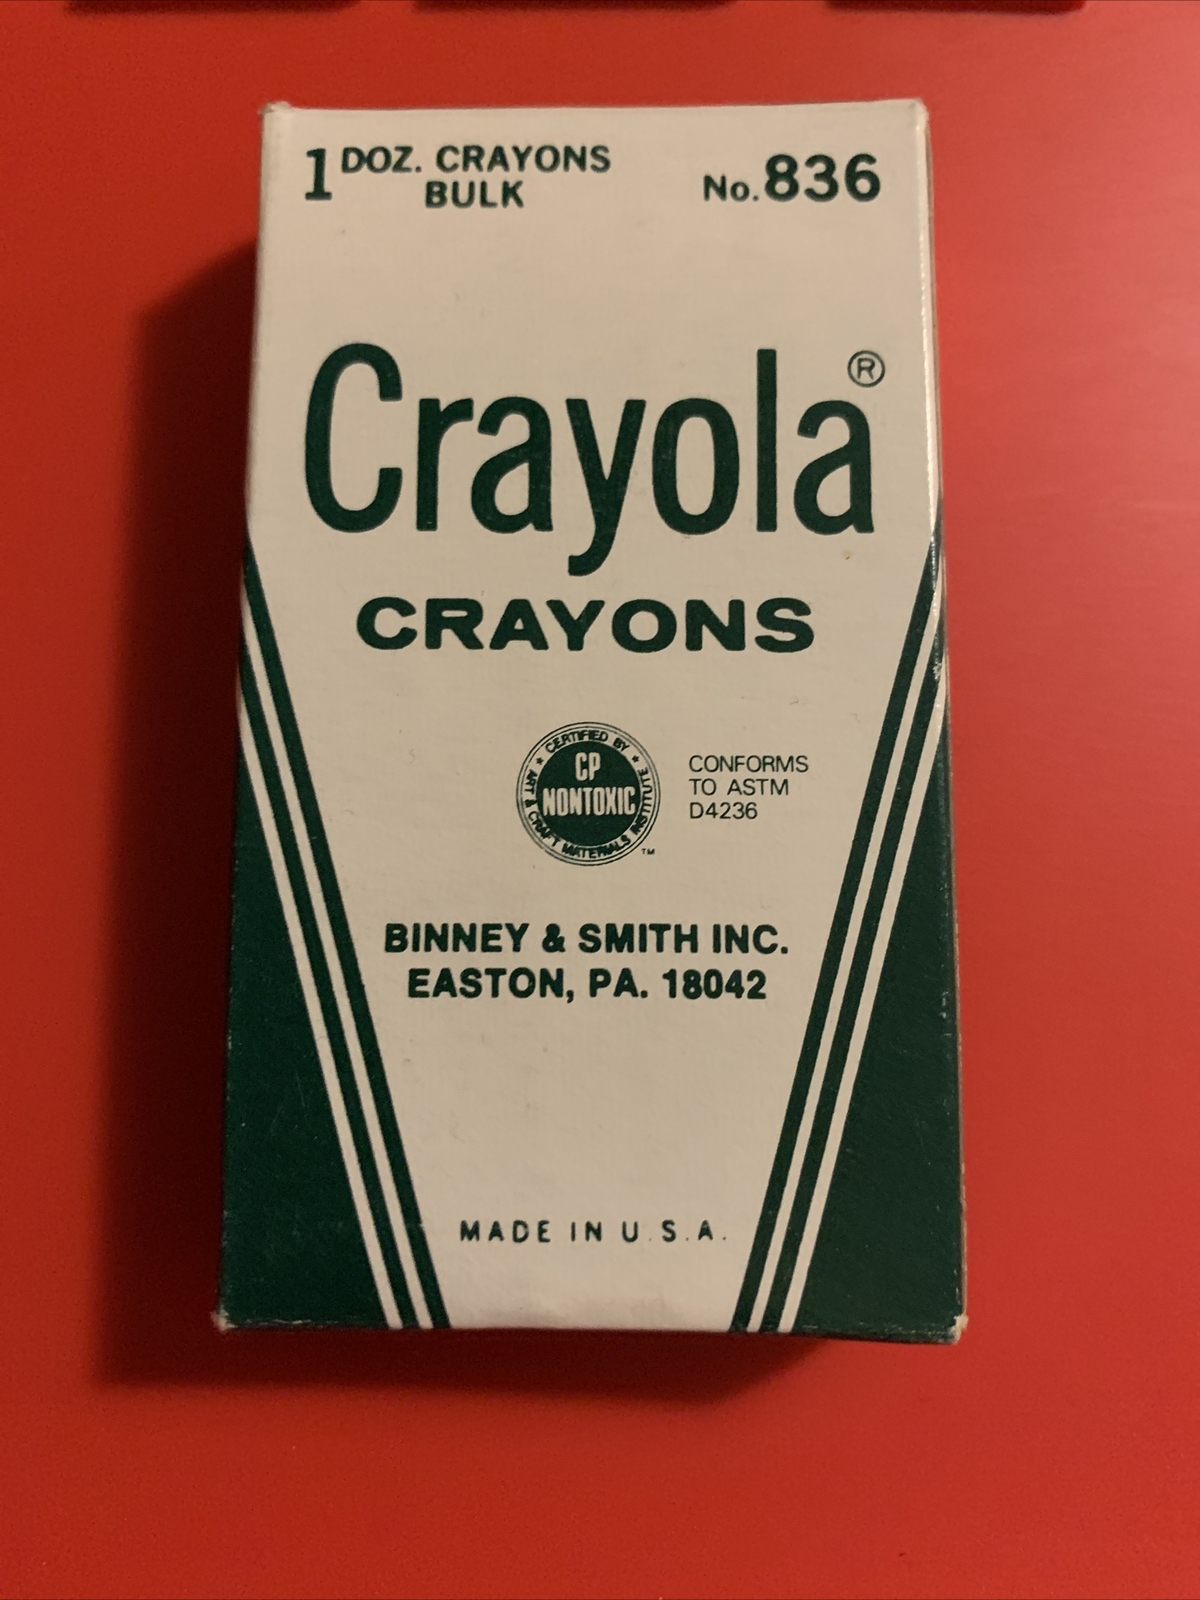 1 DOZ. CRAYONS
BULK
No. 836
Crayola®
CRAYONS
CERTIFIED BY
CP
NONTOXIC
ART & CRAFT MATERIALS INSTITUTE
™
CONFORMS
TO ASTM
D4236
BINNEY & SMITH INC.
EASTON, PA. 18042
MADE IN U.S.A.